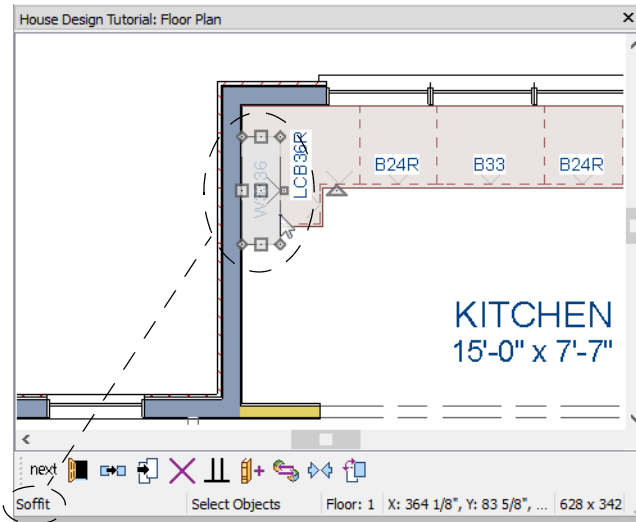 House Design Tutorial: Floor Plan
LCB36R
B24R
B33
B24R
KITCHEN
15'-0" x 7'-7"
next
Soffit
Select Objects
Floor: 1
X: 364 1/8", Y: 83 5/8", ...
628 x 342